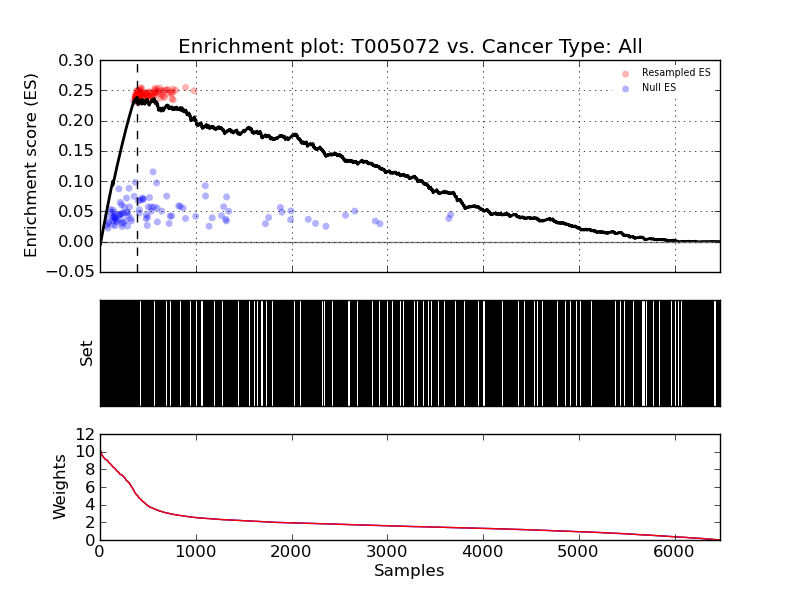 Enrichment plot: T005072 vs. Cancer Type: All
Enrichment score (ES)
0.30
0.25
0.20
0.15
0.10
0.05
0.00
−0.05
Resampled ES
Null ES
Set
Weights
12
10
8
6
4
2
0
0 1000 2000 3000 4000 5000 6000
Samples